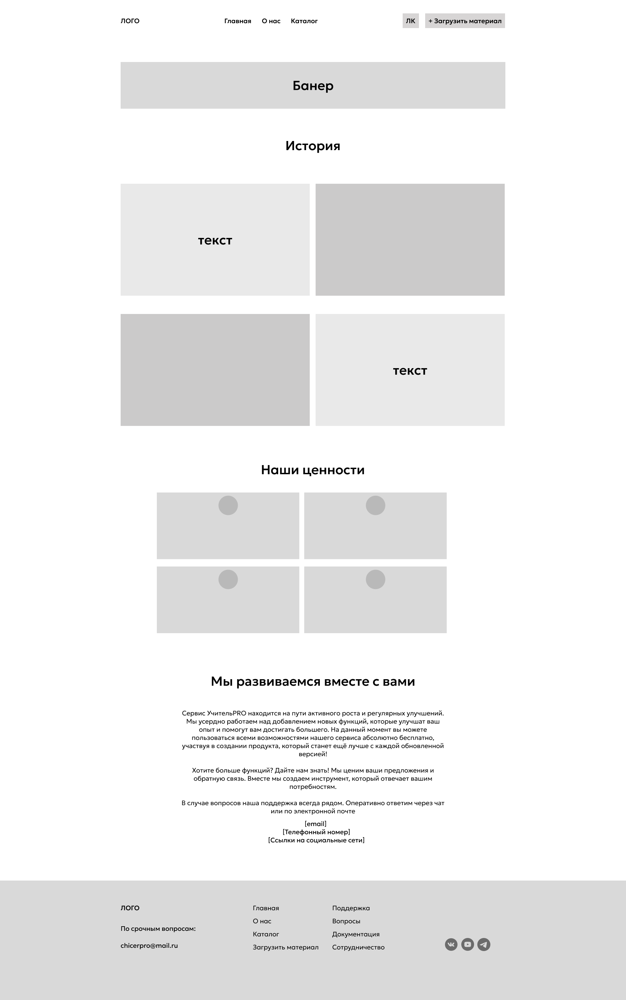 ЛОГО
Главная
О нас
Каталог
ЛК
+ Загрузить материал
Банер
История
текст
текст
Наши ценности
Мы развиваемся вместе с вами
Сервис УчительPRO находится на пути активного роста и регулярных улучшений.
Мы усердно работаем над добавлением новых функций, которые улучшат ваш
опыт и помогут вам достигать большего. На данный момент вы можете
пользоваться всеми возможностями нашего сервиса абсолютно бесплатно,
участвуя в создании продукта, который станет ещё лучше с каждой обновленной
версией!
Хотите больше функций? Дайте нам знать! Мы ценим ваши предложения и
обратную связь. Вместе мы создаем инструмент, который отвечает вашим
потребностям.
В случае вопросов наша поддержка всегда рядом. Оперативно ответим через чат
или по электронной почте
[email]
[Телефонный номер]
[Ссылки на социальные сети]
ЛОГО
По срочным вопросам:
chicerpro@mail.ru
Главная
О нас
Каталог
Загрузить материал
Поддержка
Вопросы
Документация
Сотрудничество